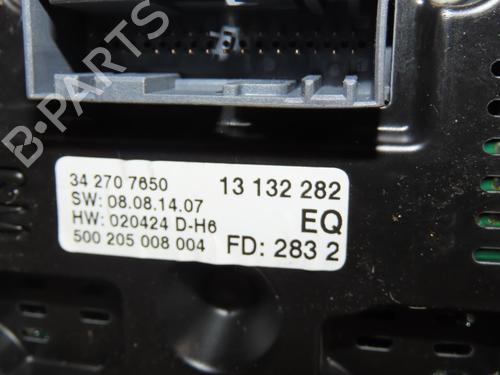 B-PARTS
34 270 7650 13 132 282
SW: 08.08.14.07 EQ
HW: 020424 D-H6
500 205 008 004 FD: 283 2